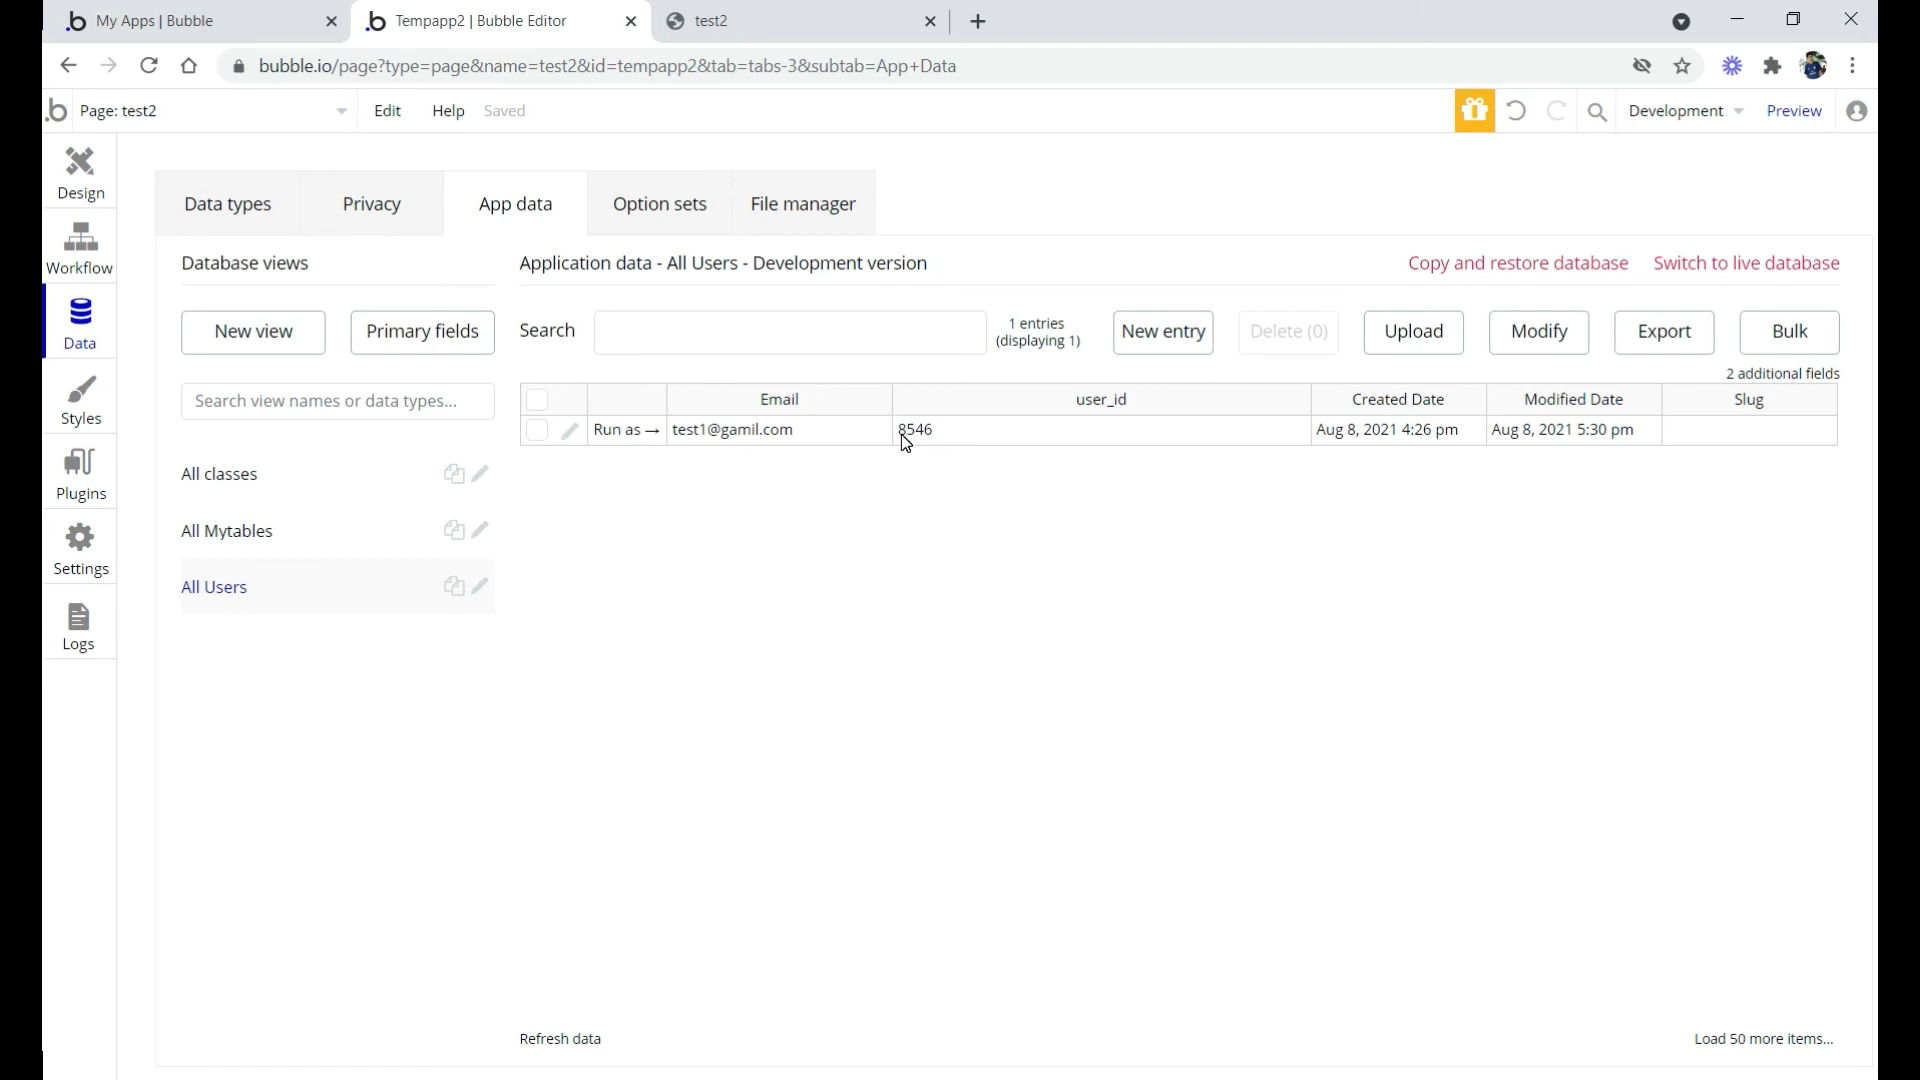 My Apps | Bubble
Tempapp2 | Bubble Editor
test2
bubble.io/page?type=page&name=test2&id=tempapp2&tab=tabs-3&subtab=App+Data
.b
Page: test2
Edit
Help
Saved
Development
Preview
Design
Workflow
Data
Styles
Plugins
Settings
Logs
Data types
Privacy
App data
Option sets
File manager
Database views
Application data - All Users - Development version
Copy and restore database
Switch to live database
New view
Primary fields
Search
1 entries
(displaying 1)
New entry
Delete (0)
Upload
Modify
Export
Bulk
2 additional fields
Search view names or data types...
Email
user_id
Created Date
Modified Date
Slug
Run as →
test1@gamil.com
8546
Aug 8, 2021 4:26 pm
Aug 8, 2021 5:30 pm
All classes
All Mytables
All Users
Refresh data
Load 50 more items...